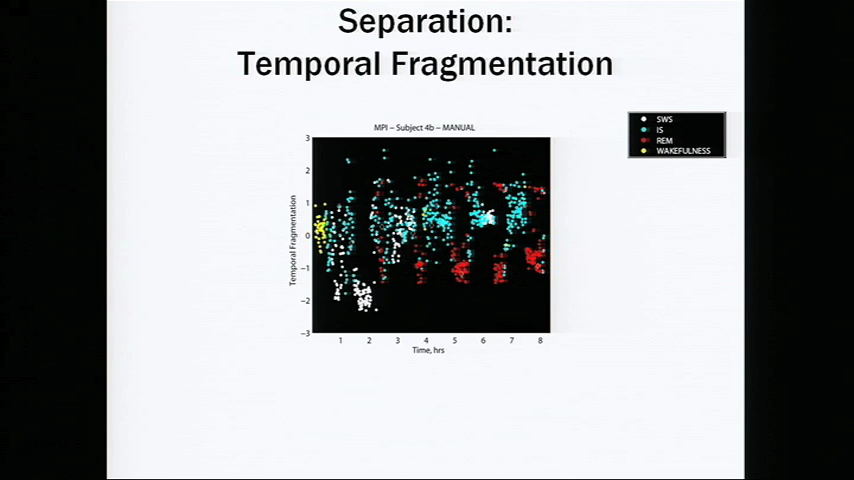 Separation:
Temporal Fragmentation
MPI – Subject 4b – MANUAL
SWS
IS
REM
WAKEFULNESS
Temporal Fragmentation
3
2
1
0
−1
−2
−3
1 2 3 4 5 6 7 8
Time, hrs